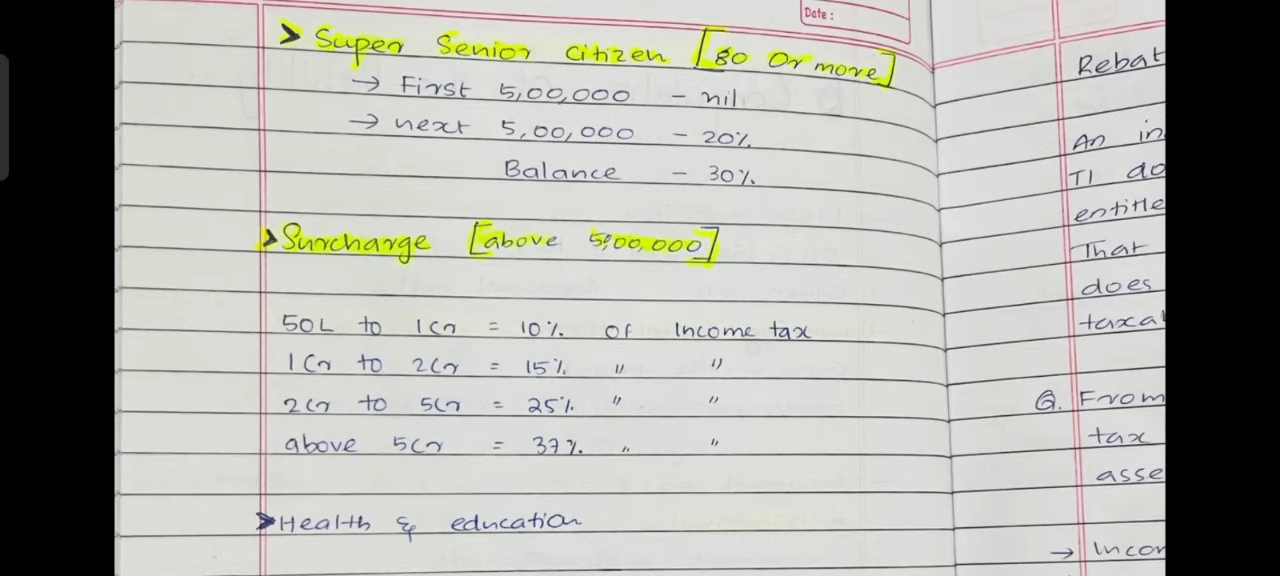 Date :
> Super Senior citizen [80 Or more]
→ First 5,00,000 - nil
→ next 5,00,000 - 20%
Balance - 30%
> Surcharge [above 5,00,000]
50L to 1Cr = 10% Of Income tax
1Cr to 2Cr = 15% " "
2Cr to 5Cr = 25% " "
above 5Cr = 37% " "
> Health & education
Rebat
An in
TI do
entitle
That
does
taxal
Q. From
tax
asse
→ Incom